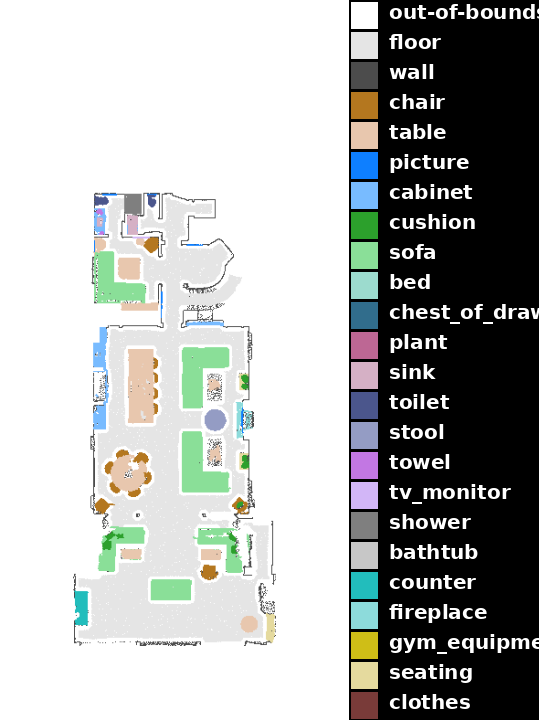 out-of-bounds
floor
wall
chair
table
picture
cabinet
cushion
sofa
bed
chest_of_draw
plant
sink
toilet
stool
towel
tv_monitor
shower
bathtub
counter
fireplace
gym_equipme
seating
clothes